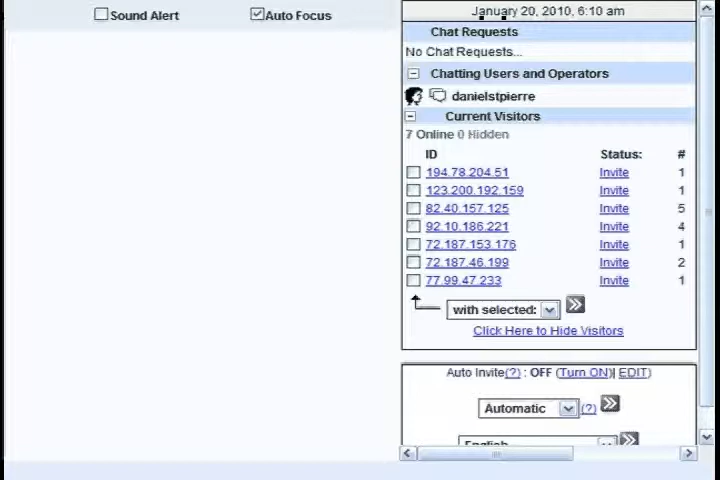 Sound Alert Auto Focus
January 20, 2010, 6:10 am
Chat Requests
No Chat Requests...
Chatting Users and Operators
danielstpierre
Current Visitors
7 Online 0 Hidden
ID Status: #
194.78.204.51 Invite 1
123.200.192.159 Invite 1
82.40.157.125 Invite 5
92.10.186.221 Invite 4
72.187.153.176 Invite 1
72.187.46.199 Invite 2
77.99.47.233 Invite 1
with selected:
Click Here to Hide Visitors
Auto Invite(?) : OFF (Turn ON)| EDIT)
Automatic (?)
English